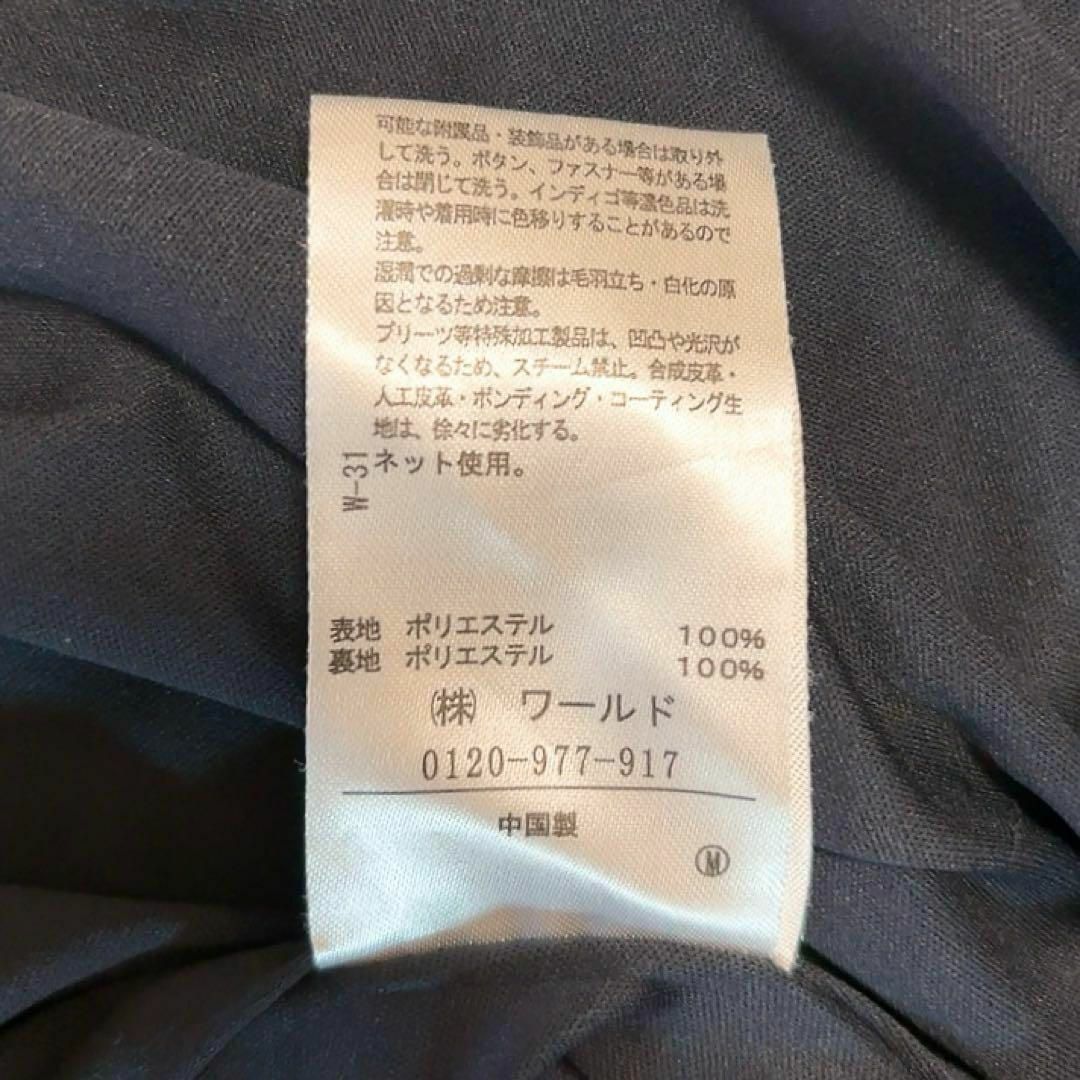 可能な附属品・装飾品がある場合は取り外
して洗う。ボタン、ファスナー等がある場
合は閉じて洗う。インディゴ等濃色品は洗
濯時や着用時に色移りすることがあるので
注意。
湿潤での過剰な摩擦は毛羽立ち・白化の原
因となるため注意。
プリーツ等特殊加工製品は、凹凸や光沢が
なくなるため、スチーム禁止。合成皮革・
人工皮革・ボンディング・コーティング生
地は、徐々に劣化する。
ネット使用。
W-31
表地 ポリエステル 100%
裏地 ポリエステル 100%
(株) ワールド
0120-977-917
中国製
Ⓜ